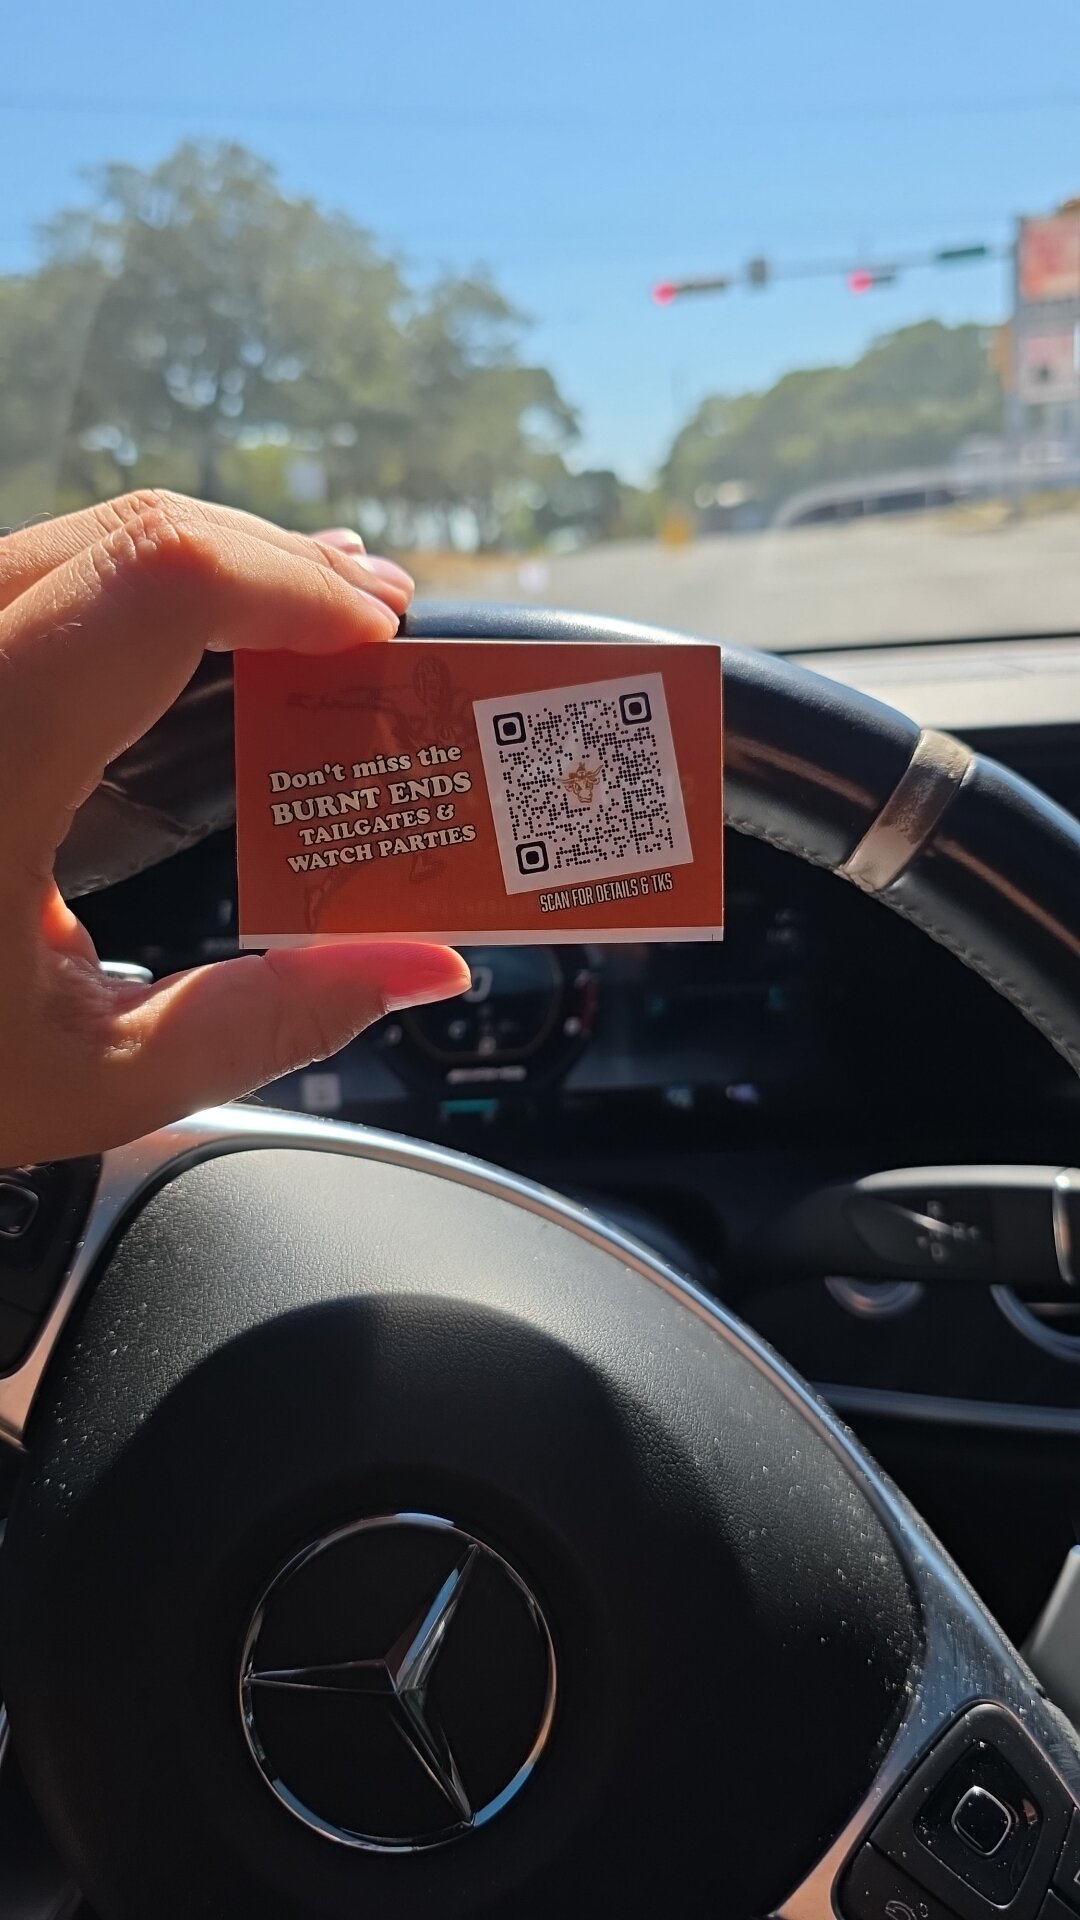 Don't miss the
BURNT ENDS
TAILGATES &
WATCH PARTIES
SCAN FOR DETAILS & TKS